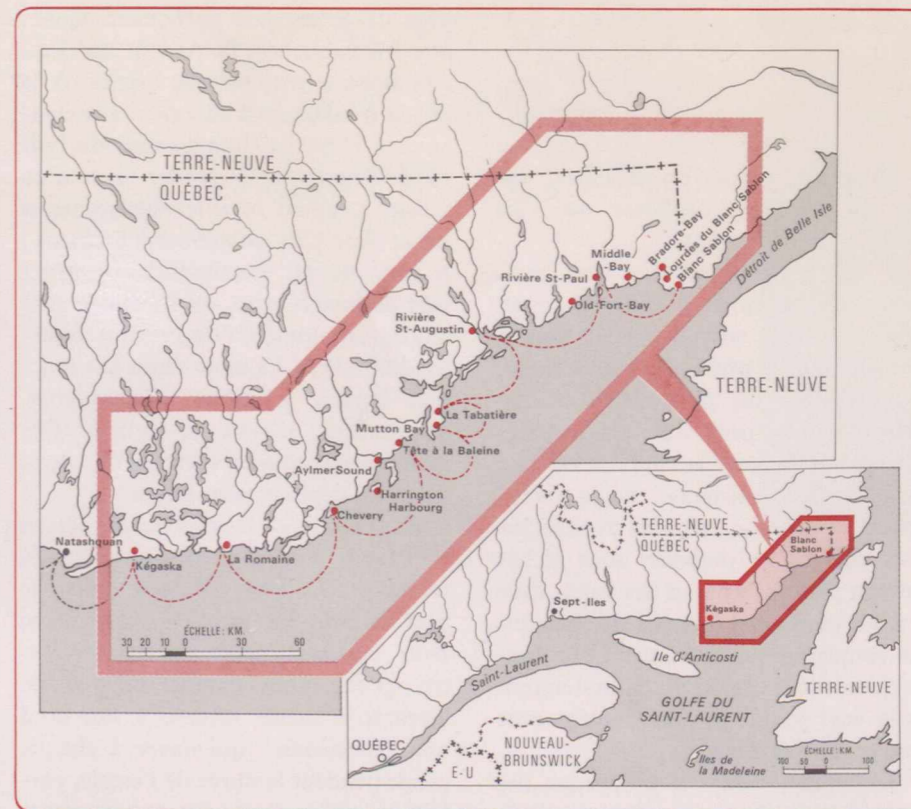 TERRE-NEUVE
QUÉBEC
Bradore-Bay
Lourdes du Blanc Sablon
Blanc Sablon
Détroit de Belle Isle
Middle
-Bay
Rivière St-Paul
Old-Fort-Bay
Rivière
St-Augustin
TERRE-NEUVE
La Tabatière
Mutton Bay
Tête à la Baleine
AylmerSound
Harrington
Harbourg
Chevery
Natashquan
Kégaska
La Romaine
ÉCHELLE: KM.
30 20 10 0 30 60
TERRE-NEUVE
QUÉBEC
Blanc
Sablon
Sept-Iles
Kégaska
Ile d'Anticosti
Saint-Laurent
TERRE-NEUVE
GOLFE DU
SAINT-LAURENT
QUÉBEC
NOUVEAU-
BRUNSWICK
E-U
Iles de
la Madeleine
ÉCHELLE: KM.
100 50 0 100